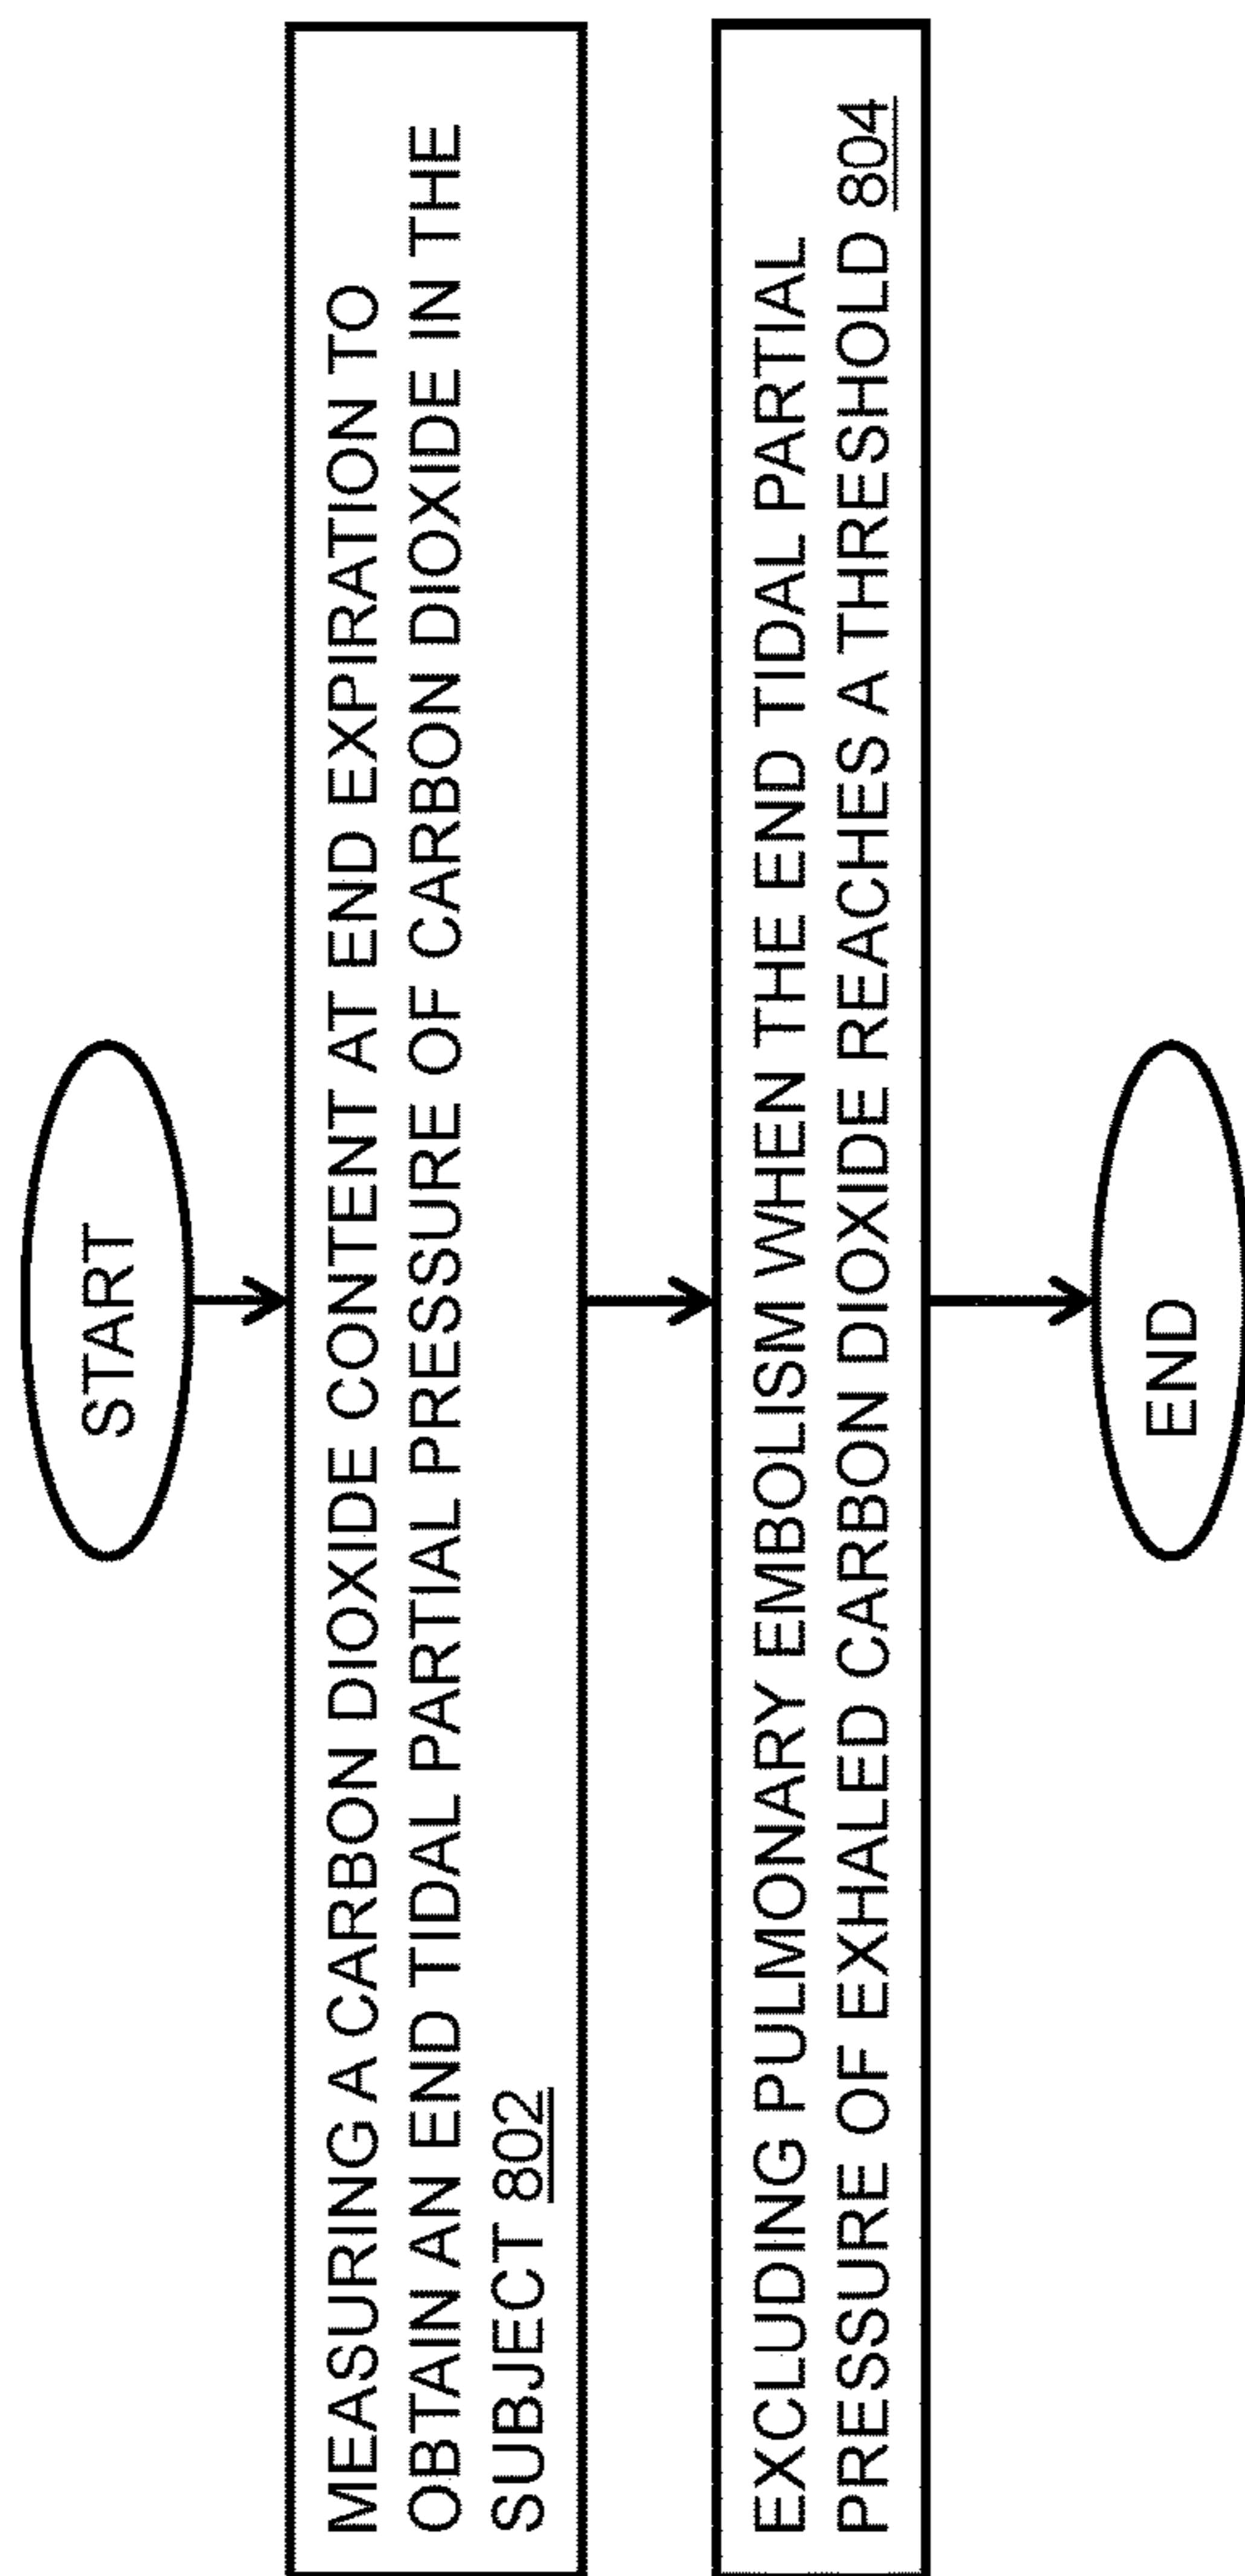 START
MEASURING A CARBON DIOXIDE CONTENT AT END EXPIRATION TO
OBTAIN AN END TIDAL PARTIAL PRESSURE OF CARBON DIOXIDE IN THE
SUBJECT 802
EXCLUDING PULMONARY EMBOLISM WHEN THE END TIDAL PARTIAL
PRESSURE OF EXHALED CARBON DIOXIDE REACHES A THRESHOLD 804
END